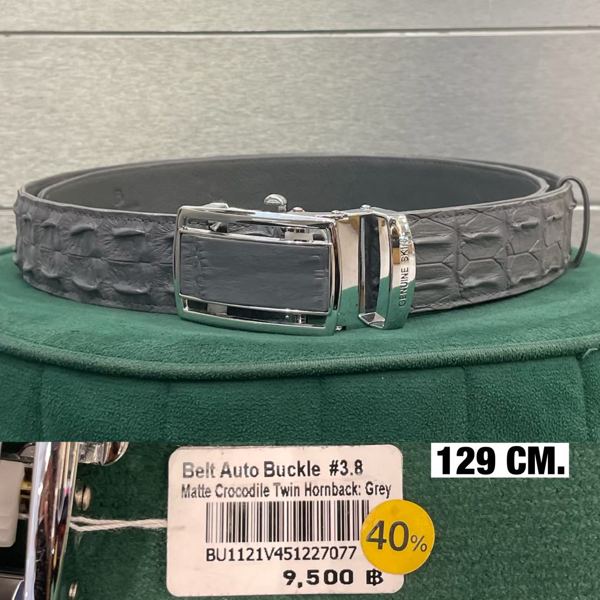 GENUINE SKIN
129 CM.
Belt Auto Buckle #3.8
Matte Crocodile Twin Hornback: Grey
40%
BU1121V451227077
9,500 ฿